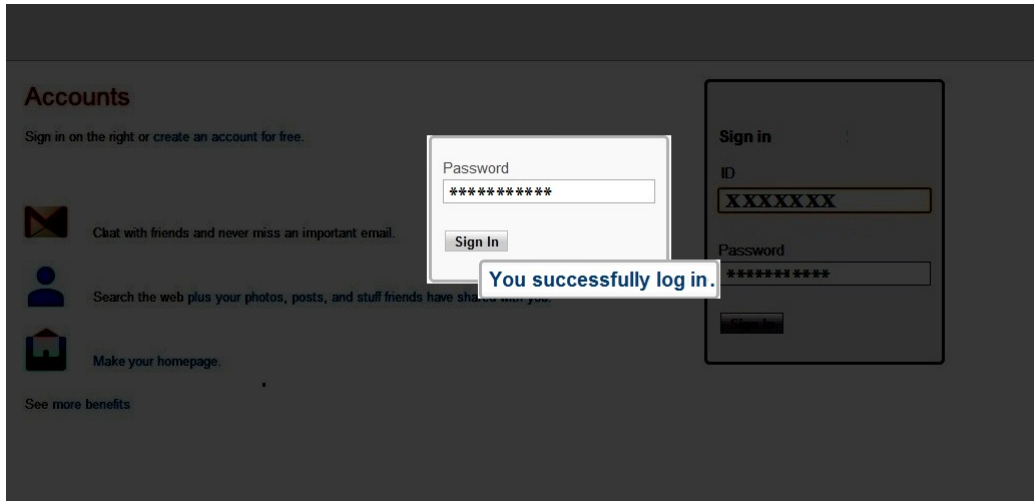 Accounts
Sign in on the right or create an account for free.
Chat with friends and never miss an important email.
Search the web plus your photos, posts, and stuff friends have shared with you.
Make your homepage.
See more benefits
Password
***********
Sign In
You successfully log in.
Sign in
ID
XXXXXXX
Password
***********
Sign In